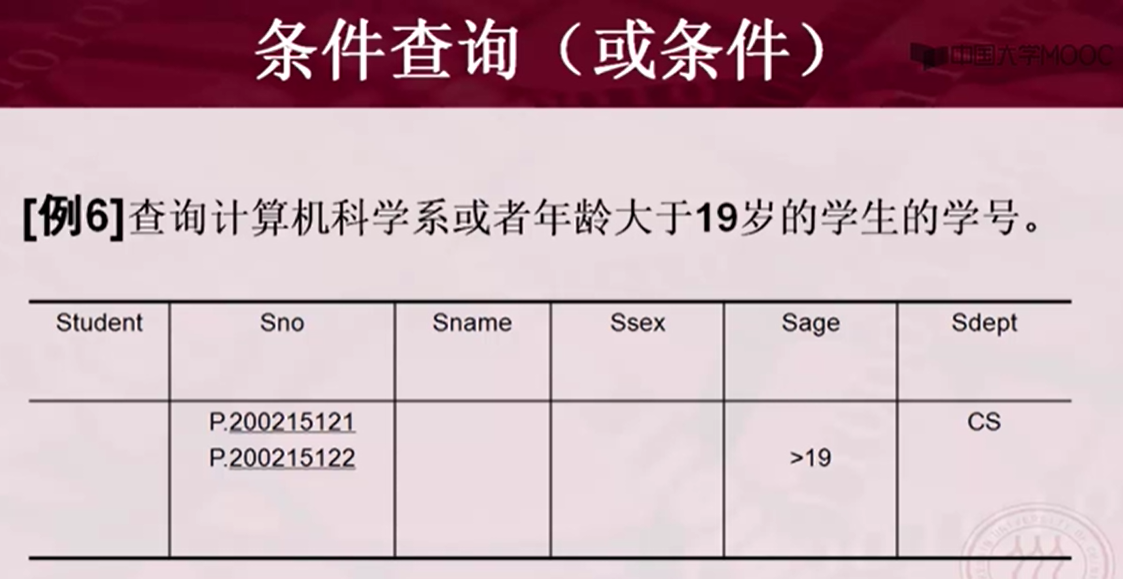 条件查询（或条件）
中国大学MOOC
[例6]查询计算机科学系或者年龄大于19岁的学生的学号。
Student Sno Sname Ssex Sage Sdept
P.200215121 CS
P.200215122 >19